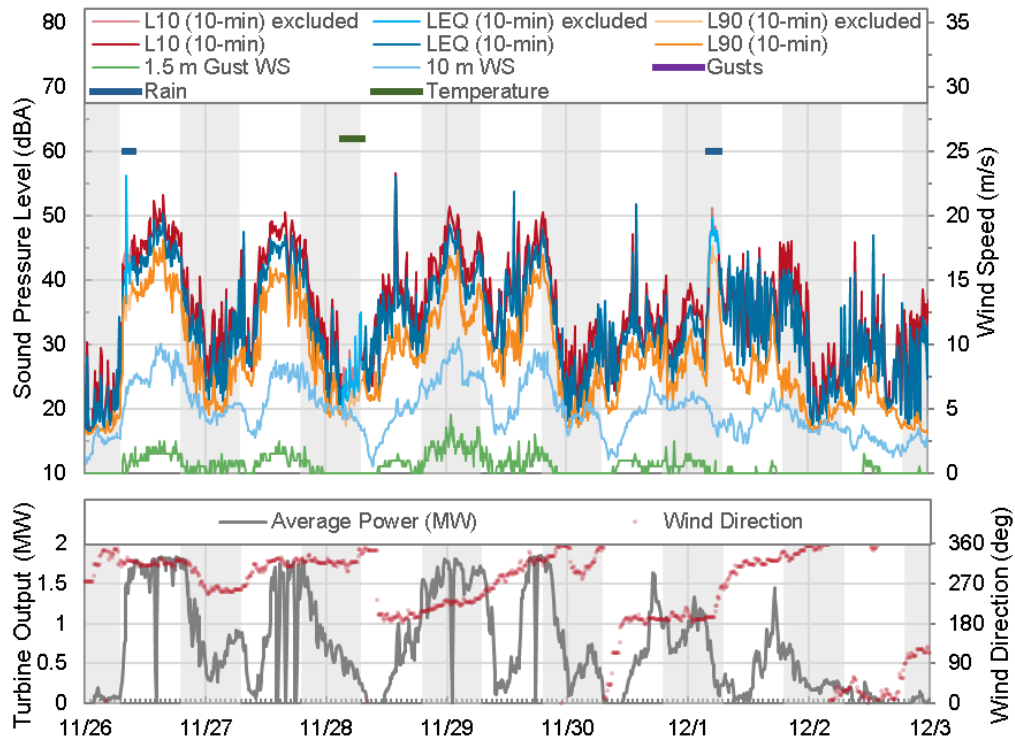 L10 (10-min) excluded LEQ (10-min) excluded L90 (10-min) excluded
L10 (10-min) LEQ (10-min) L90 (10-min)
1.5 m Gust WS 10 m WS Gusts
Rain Temperature
Sound Pressure Level (dBA)
80
70
60
50
40
30
20
10
Wind Speed (m/s)
35
30
25
20
15
10
5
0
Average Power (MW) Wind Direction
Turbine Output (MW)
2
1.5
1
0.5
0
Wind Direction (deg)
360
270
180
90
0
11/26 11/27 11/28 11/29 11/30 12/1 12/2 12/3